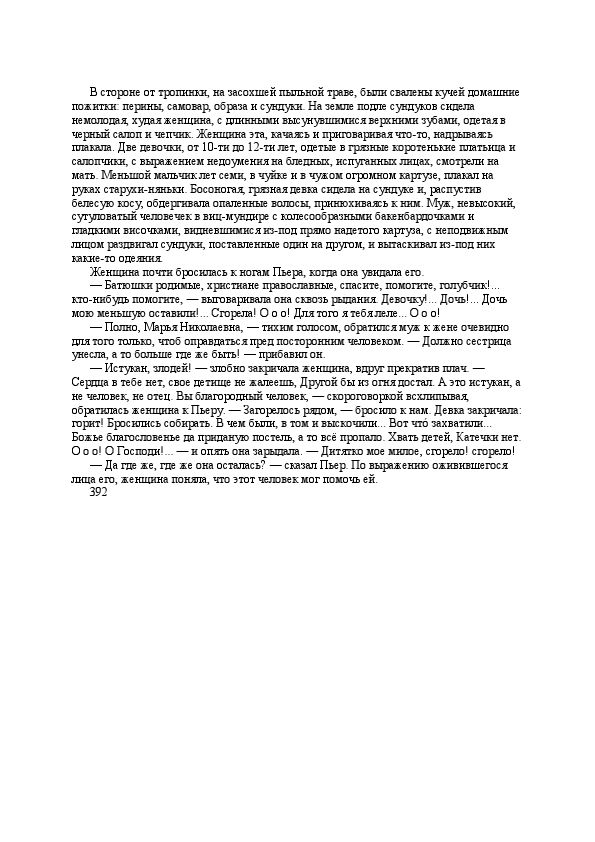 В стороне от тропинки, на засохшей пыльной траве, были свалены кучей домашние
пожитки: перины, самовар, образа и сундуки. На земле подле сундуков сидела
немолодая, худая женщина, с длинными высунувшимися верхними зубами, одетая в
черный салоп и чепчик. Женщина эта, качаясь и приговаривая что-то, надрываясь
плакала. Две девочки, от 10-ти до 12-ти лет, одетые в грязные коротенькие платьица и
салопчики, с выражением недоумения на бледных, испуганных лицах, смотрели на
мать. Меньшой мальчик лет семи, в чуйке и в чужом огромном картузе, плакал на
руках старухи-няньки. Босоногая, грязная девка сидела на сундуке и, распустив
белесую косу, обдергивала опаленные волосы, принюхиваясь к ним. Муж, невысокий,
сутуловатый человечек в виц-мундире с колесообразными бакенбардочками и
гладкими височками, видневшимися из-под прямо надетого картуза, с неподвижным
лицом раздвигал сундуки, поставленные один на другом, и вытаскивал из-под них
какие-то одеяния.
Женщина почти бросилась к ногам Пьера, когда она увидала его.
— Батюшки родимые, христиане православные, спасите, помогите, голубчик!...
кто-нибудь помогите, — выговаривала она сквозь рыдания. Девочку!... Дочь!... Дочь
мою меньшую оставили!... Сгорела! О о о! Для того я тебя леле... О о о!
— Полно, Марья Николаевна, — тихим голосом, обратился муж к жене очевидно
для того только, чтоб оправдаться пред посторонним человеком. — Должно сестрица
унесла, а то больше где же быть! — прибавил он.
— Истукан, злодей! — злобно закричала женщина, вдруг прекратив плач. —
Сердца в тебе нет, свое детище не жалеешь, Другой бы из огня достал. А это истукан, а
не человек, не отец. Вы благородный человек, — скороговоркой всхлипывая,
обратилась женщина к Пьеру. — Загорелось рядом, — бросило к нам. Девка закричала:
горит! Бросились собирать. В чем были, в том и выскочили... Вот что́ захватили...
Божье благословенье да приданую постель, а то всё пропало. Хвать детей, Катечки нет.
О о о! О Господи!... — и опять она зарыдала. — Дитятко мое милое, сгорело! сгорело!
— Да где же, где же она осталась? — сказал Пьер. По выражению оживившегося
лица его, женщина поняла, что этот человек мог помочь ей.
392